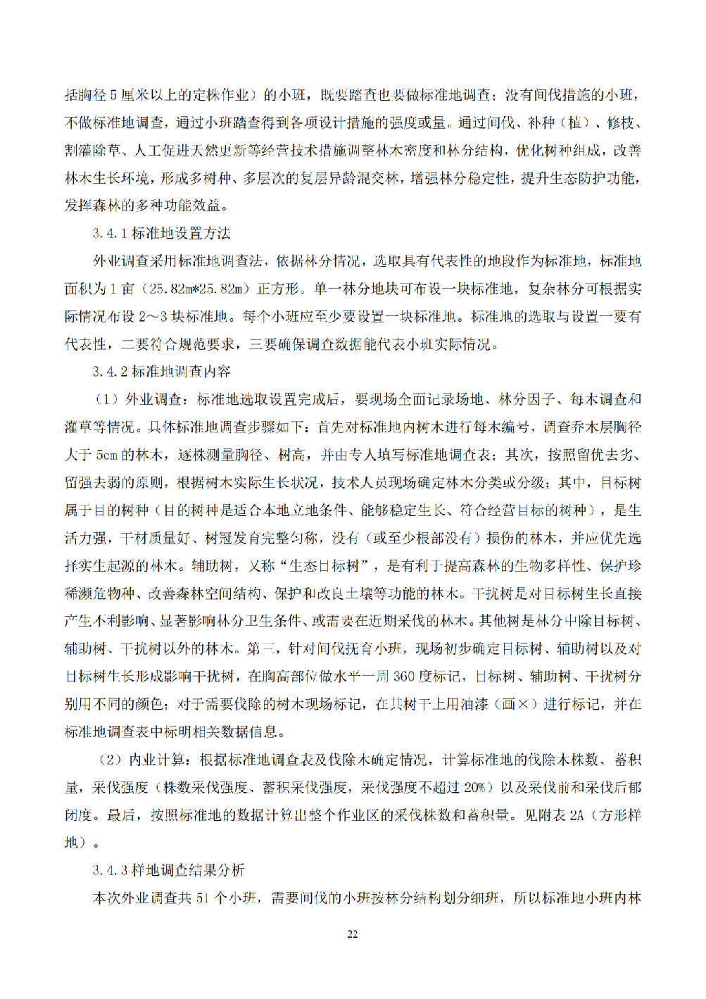 括胸径 5 厘米以上的定株作业）的小班，既要踏查也要做标准地调查；没有间伐措施的小班，
不做标准地调查，通过小班踏查得到各项设计措施的强度或量。通过间伐、补种（植）、修枝、
割灌除草、人工促进天然更新等经营技术措施调整林木密度和林分结构，优化树种组成，改善
林木生长环境，形成多树种、多层次的复层异龄混交林，增强林分稳定性，提升生态防护功能，
发挥森林的多种功能效益。
3.4.1 标准地设置方法
外业调查采用标准地调查法，依据林分情况，选取具有代表性的地段作为标准地，标准地
面积为 1 亩（25.82m*25.82m）正方形。单一林分地块可布设一块标准地，复杂林分可根据实
际情况布设 2～3 块标准地。每个小班应至少要设置一块标准地。标准地的选取与设置一要有
代表性，二要符合规范要求，三要确保调查数据能代表小班实际情况。
3.4.2 标准地调查内容
（1）外业调查：标准地选取设置完成后，要现场全面记录场地、林分因子、每木调查和
灌草等情况。具体标准地调查步骤如下：首先对标准地内树木进行每木编号，调查乔木层胸径
大于 5cm 的林木，逐株测量胸径、树高，并由专人填写标准地调查表；其次，按照留优去劣、
留强去弱的原则，根据树木实际生长状况，技术人员现场确定林木分类或分级；其中，目标树
属于目的树种（目的树种是适合本地立地条件、能够稳定生长、符合经营目标的树种），是生
活力强，干材质量好、树冠发育完整匀称，没有（或至少根部没有）损伤的林木，并应优先选
择实生起源的林木。辅助树，又称“生态目标树”，是有利于提高森林的生物多样性、保护珍
稀濒危物种、改善森林空间结构、保护和改良土壤等功能的林木。干扰树是对目标树生长直接
产生不利影响、显著影响林分卫生条件、或需要在近期采伐的林木。其他树是林分中除目标树、
辅助树、干扰树以外的林木。第三，针对间伐抚育小班，现场初步确定目标树、辅助树以及对
目标树生长形成影响干扰树，在胸高部位做水平一周 360 度标记，目标树、辅助树、干扰树分
别用不同的颜色；对于需要伐除的树木现场标记，在其树干上用油漆（画×）进行标记，并在
标准地调查表中标明相关数据信息。
（2）内业计算：根据标准地调查表及伐除木确定情况，计算标准地的伐除木株数、蓄积
量，采伐强度（株数采伐强度、蓄积采伐强度，采伐强度不超过 20%）以及采伐前和采伐后郁
闭度。最后，按照标准地的数据计算出整个作业区的采伐株数和蓄积量。见附表 2A（方形样
地）。
3.4.3 样地调查结果分析
本次外业调查共 51 个小班，需要间伐的小班按林分结构划分细班，所以标准地小班内林
22